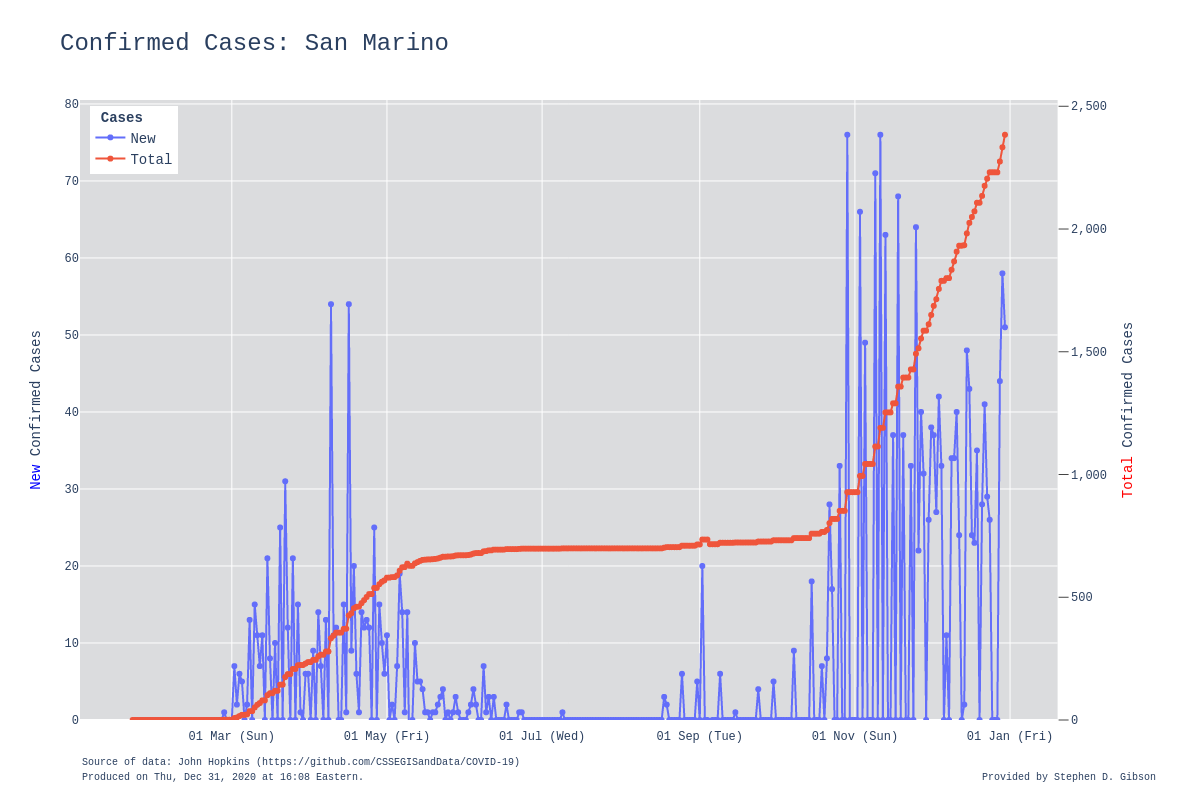 Confirmed Cases: San Marino
Cases
New
Total
80
70
60
50
40
30
20
10
0
2,500
2,000
1,500
1,000
500
0
New Confirmed Cases
Total Confirmed Cases
01 Mar (Sun)
01 May (Fri)
01 Jul (Wed)
01 Sep (Tue)
01 Nov (Sun)
01 Jan (Fri)
Source of data: John Hopkins (https://github.com/CSSEGISandData/COVID-19)
Produced on Thu, Dec 31, 2020 at 16:08 Eastern.
Provided by Stephen D. Gibson